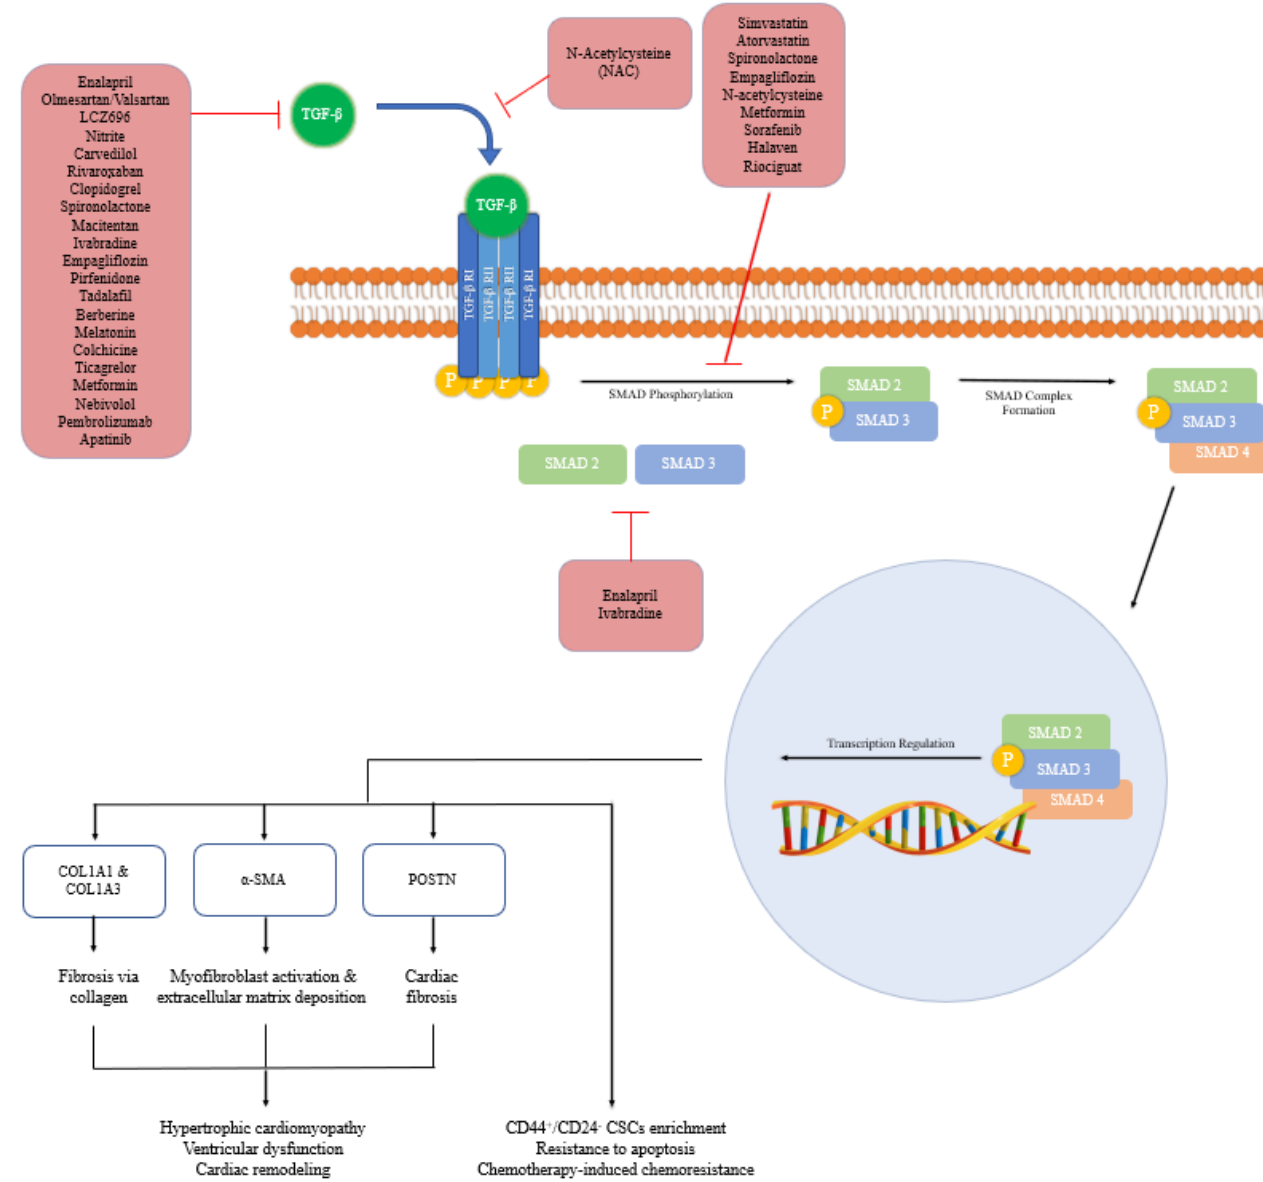 Enalapril
Olmesartan/Valsartan
LCZ696
Nitrite
Carvedilol
Rivaroxaban
Clopidogrel
Spironolactone
Macitentan
Ivabradine
Empagliflozin
Pirfenidone
Tadalafil
Berberine
Melatonin
Colchicine
Ticagrelor
Metformin
Nebivolol
Pembrolizumab
Apatinib
TGF-β
N-Acetylcysteine
(NAC)
Simvastatin
Atorvastatin
Spironolactone
Empagliflozin
N-acetylcysteine
Metformin
Sorafenib
Halaven
Riociguat
TGF-β
TGF-β RI
TGF-β RII
TGF-β RII
TGF-β RI
P
P
P
P
SMAD Phosphorylation
SMAD 2
P
SMAD 3
SMAD Complex
Formation
SMAD 2
P
SMAD 3
SMAD 4
SMAD 2
SMAD 3
Enalapril
Ivabradine
Transcription Regulation
SMAD 2
P
SMAD 3
SMAD 4
COL1A1 &
COL1A3
α-SMA
POSTN
Fibrosis via
collagen
Myofibroblast activation &
extracellular matrix deposition
Cardiac
fibrosis
Hypertrophic cardiomyopathy
Ventricular dysfunction
Cardiac remodeling
CD44⁺/CD24⁻ CSCs enrichment
Resistance to apoptosis
Chemotherapy-induced chemoresistance